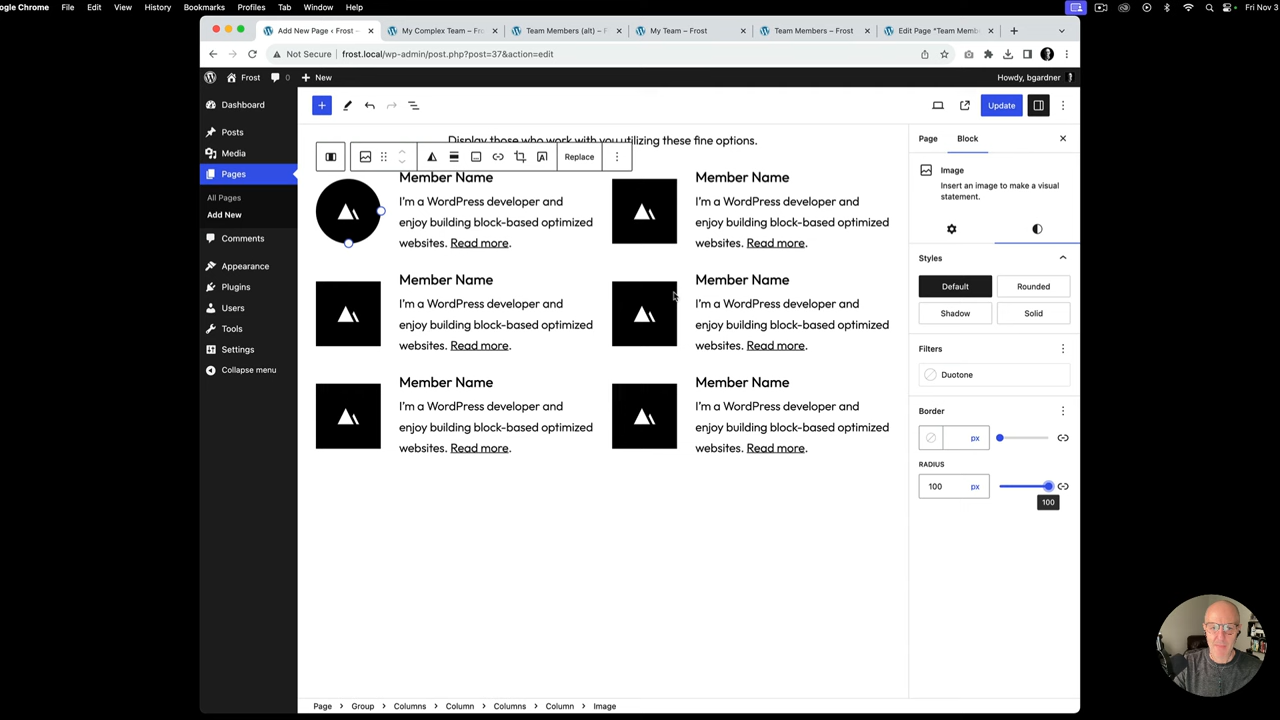 oogle Chrome File Edit View History Bookmarks Profiles Tab Window Help Fri Nov 3
Add New Page ‹ Frost – My Complex Team – Fro Team Members (alt) – F My Team – Frost Team Members – Frost Edit Page "Team Memb
Not Secure frost.local/wp-admin/post.php?post=37&action=edit
Frost 0 New Howdy, bgardner
Dashboard
Posts
Media
Pages
All Pages
Add New
Comments
Appearance
Plugins
Users
Tools
Settings
Collapse menu
Update
Display those who work with you utilizing these fine options.
Replace
Member Name
I'm a WordPress developer and
enjoy building block-based optimized
websites. Read more.
Member Name
I'm a WordPress developer and
enjoy building block-based optimized
websites. Read more.
Member Name
I'm a WordPress developer and
enjoy building block-based optimized
websites. Read more.
Member Name
I'm a WordPress developer and
enjoy building block-based optimized
websites. Read more.
Member Name
I'm a WordPress developer and
enjoy building block-based optimized
websites. Read more.
Member Name
I'm a WordPress developer and
enjoy building block-based optimized
websites. Read more.
Page Block
Image
Insert an image to make a visual
statement.
Styles
Default Rounded
Shadow Solid
Filters
Duotone
Border
px
RADIUS
100 px
100
Page Group Columns Column Columns Column Image